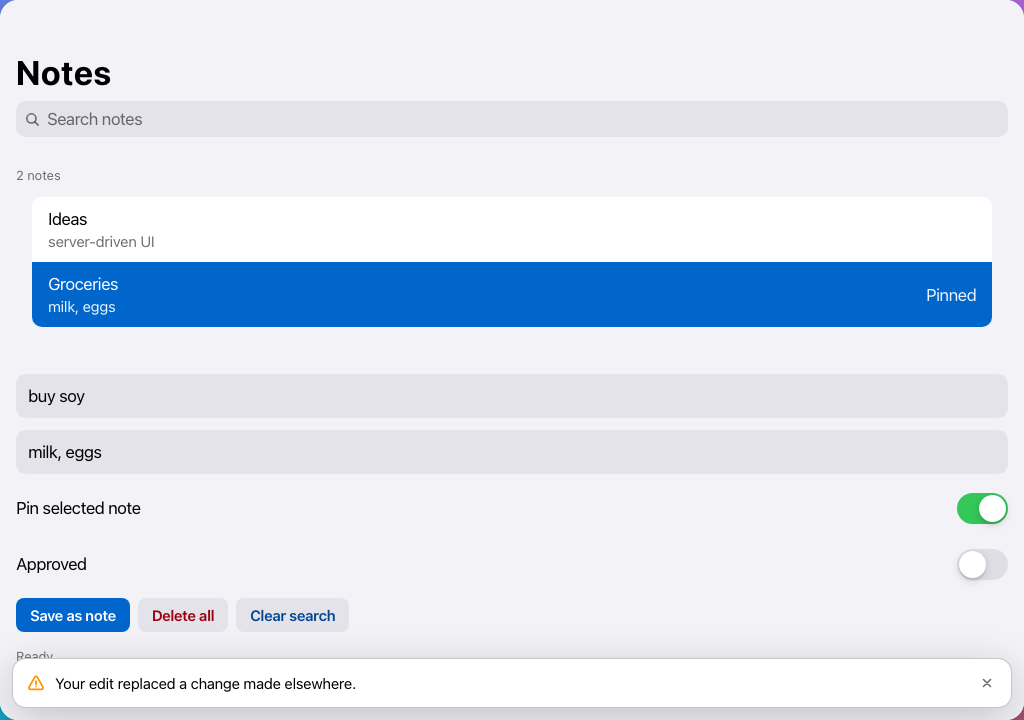 Notes
Search notes
2 notes
Ideas
server-driven UI
Groceries
milk, eggs
Pinned
buy soy
milk, eggs
Pin selected note
Approved
Save as note
Delete all
Clear search
Ready
Your edit replaced a change made elsewhere.